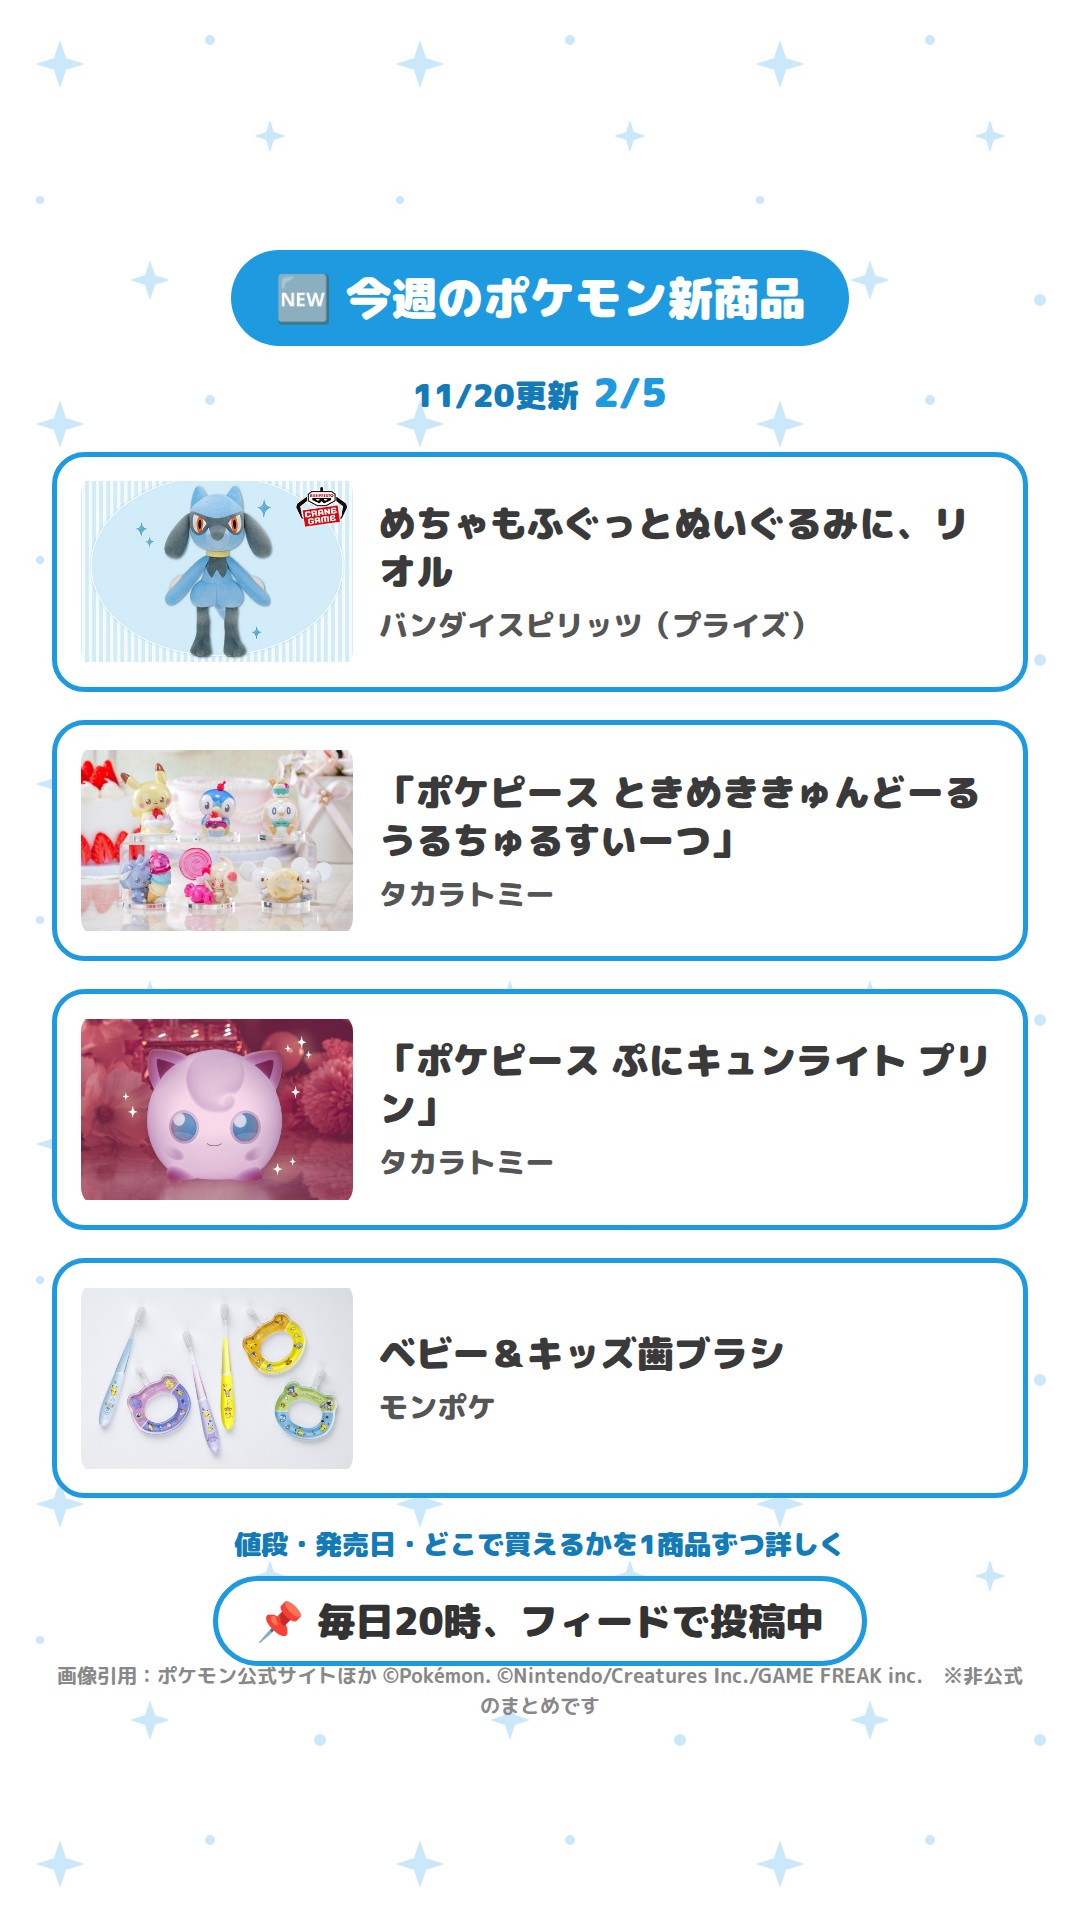 NEW 今週のポケモン新商品
11/20更新 2/5
BANPRESTO
CRANE
GAME
めちゃもふぐっとぬいぐるみに、リ
オル
バンダイスピリッツ（プライズ）
「ポケピース ときめききゅんどーる
うるちゅるすいーつ」
タカラトミー
「ポケピース ぷにキュンライト プリ
ン」
タカラトミー
ベビー＆キッズ歯ブラシ
モンポケ
値段・発売日・どこで買えるかを1商品ずつ詳しく
📌 毎日20時、フィードで投稿中
画像引用：ポケモン公式サイトほか ©Pokémon. ©Nintendo/Creatures Inc./GAME FREAK inc.　※非公式
のまとめです